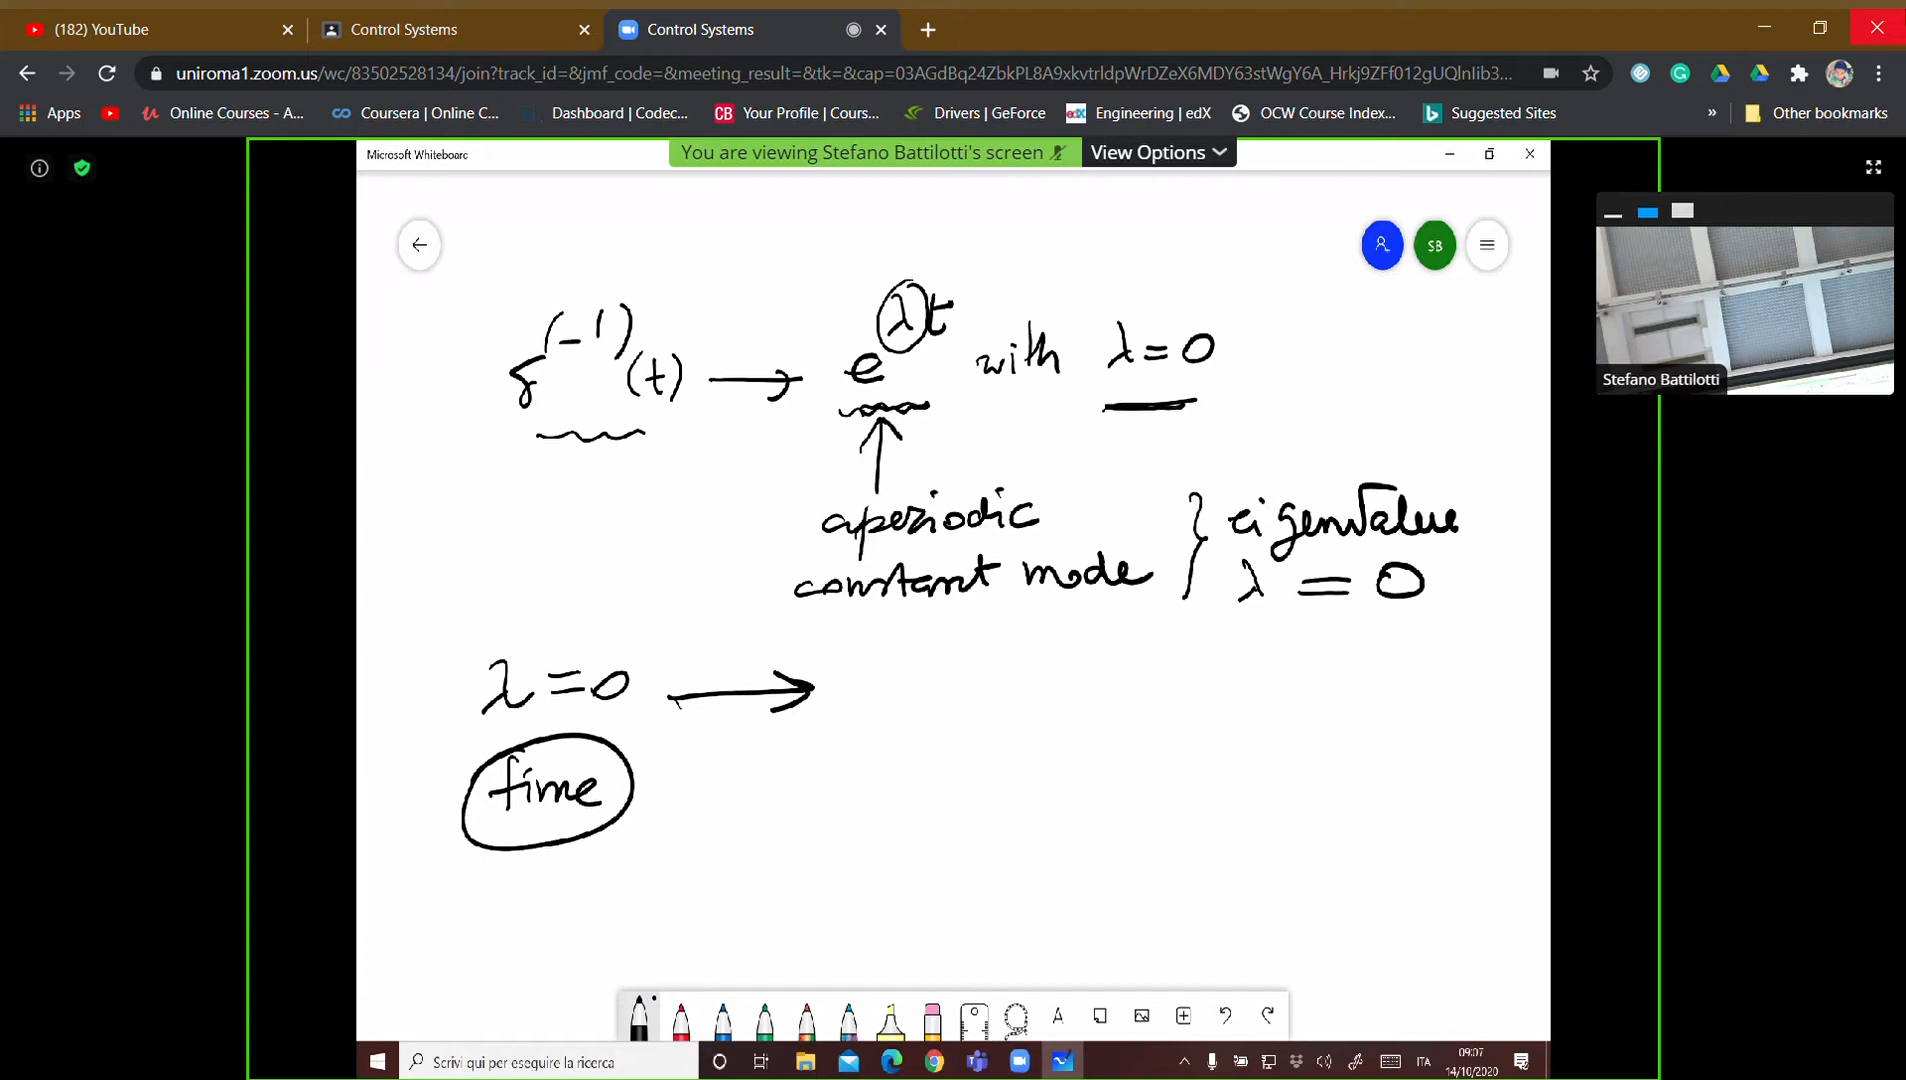 (182) YouTube
Control Systems
Control Systems
uniroma1.zoom.us/wc/83502528134/join?track_id=&jmf_code=&meeting_result=&tk=&cap=
Apps
Online Courses - A...
Coursera | Online C...
Dashboard | Codec...
CB Your Profile | Cours...
Drivers | GeForce
edX Engineering | edX
OCW Course Index...
Suggested Sites
»
Other bookmarks
Microsoft Whiteboard
You are viewing Stefano Battilotti's screen
View Options
SB
Stefano Battilotti
δ^(-1)(t) → e^λt with λ = 0
aperiodic
constant mode } eigenvalue
λ = 0
λ = 0 →
time
Scrivi qui per eseguire la ricerca
ITA
09:07
14/10/2020